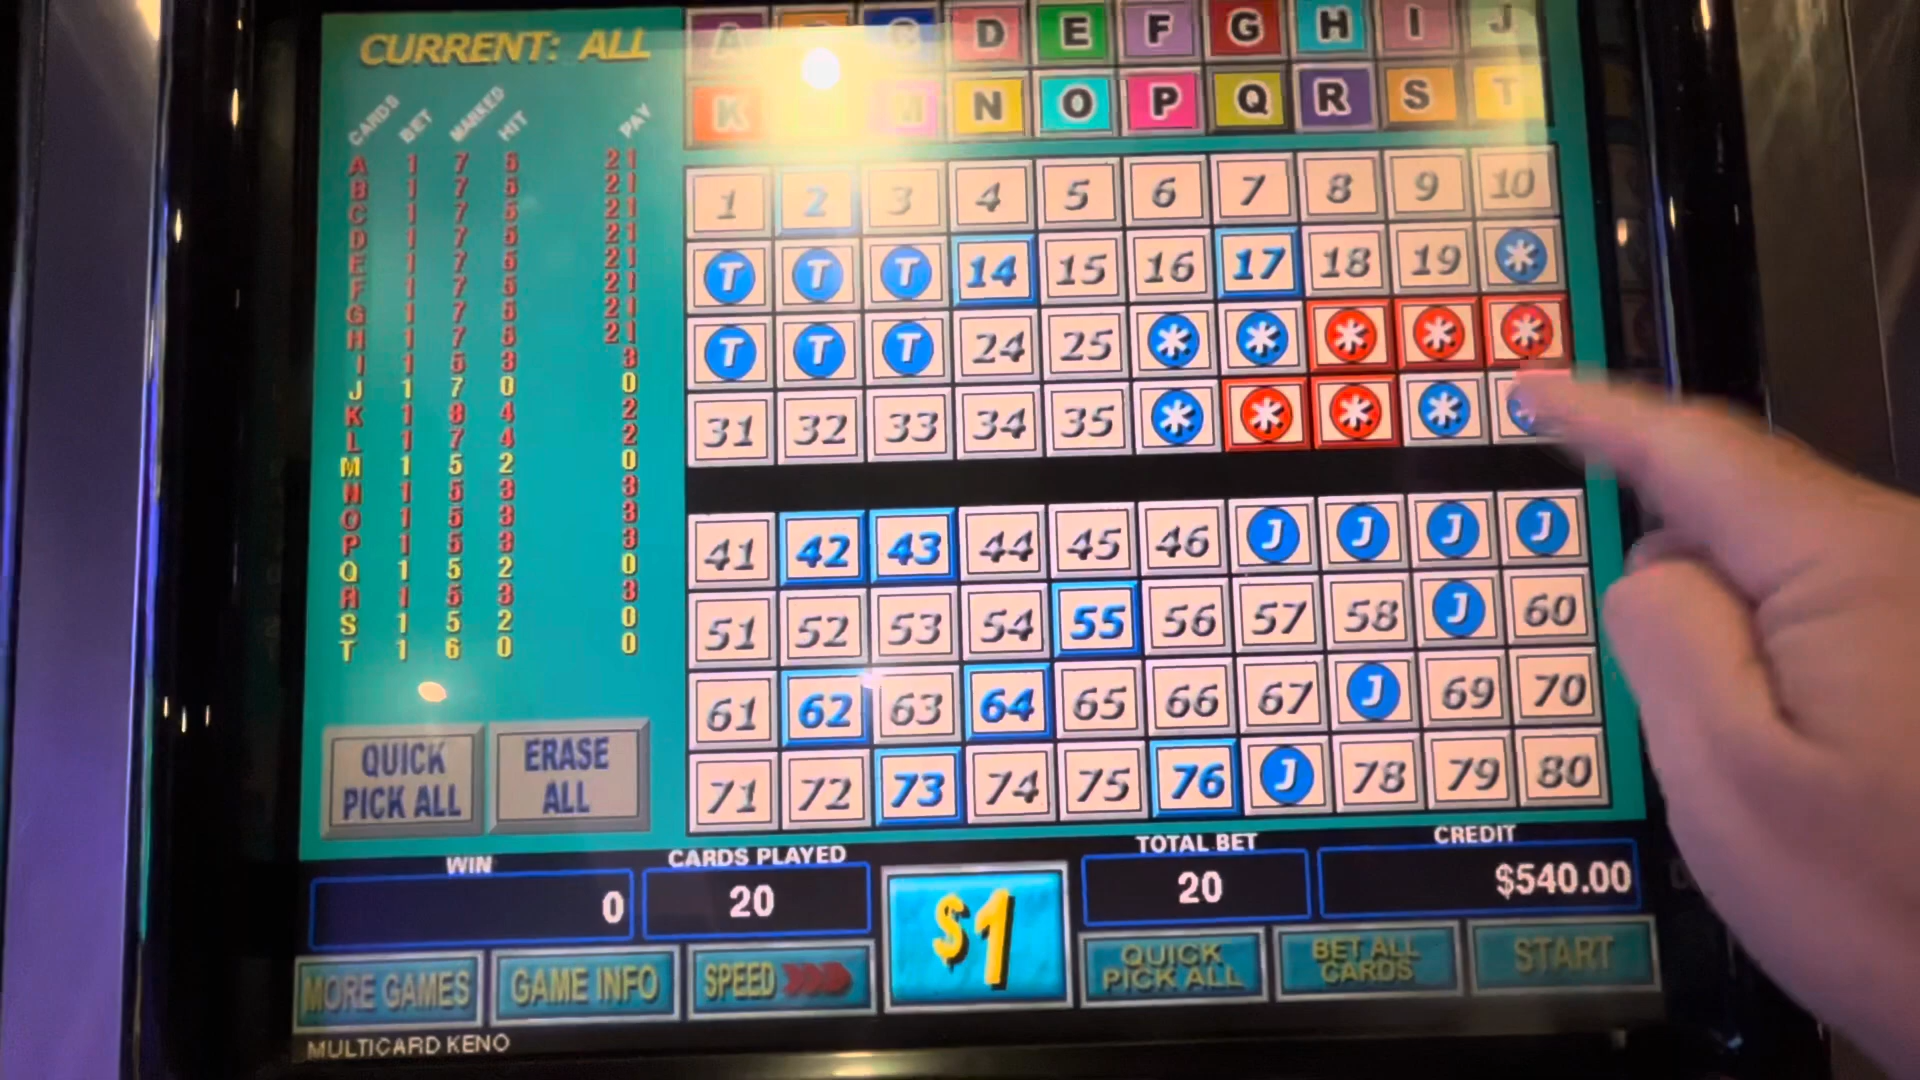 CURRENT: ALL
CARDS BET MARKED HIT PAY
A 1 7 5 21
B 1 7 5 21
C 1 7 5 21
D 1 7 5 21
E 1 7 5 21
F 1 7 5 21
G 1 7 5 21
H 1 7 5 21
I 1 5 3 3
J 1 7 0 0
K 1 8 4 2
L 1 7 4 2
M 1 5 2 0
N 1 5 3 3
O 1 5 3 3
P 1 5 3 3
Q 1 5 2 0
R 1 5 3 3
S 1 5 2 0
T 1 6 0 0
QUICK PICK ALL
ERASE ALL
A C D E F G H I J
K M N O P Q R S T
1 2 3 4 5 6 7 8 9 10
T T T 14 15 16 17 18 19 *
T T T 24 25 * * * * *
31 32 33 34 35 * * * * *
41 42 43 44 45 46 J J J J
51 52 53 54 55 56 57 58 J 60
61 62 63 64 65 66 67 J 69 70
71 72 73 74 75 76 J 78 79 80
WIN CARDS PLAYED TOTAL BET CREDIT
0 20 $1 20 $540.00
MORE GAMES GAME INFO SPEED QUICK PICK ALL BET ALL CARDS START
MULTICARD KENO